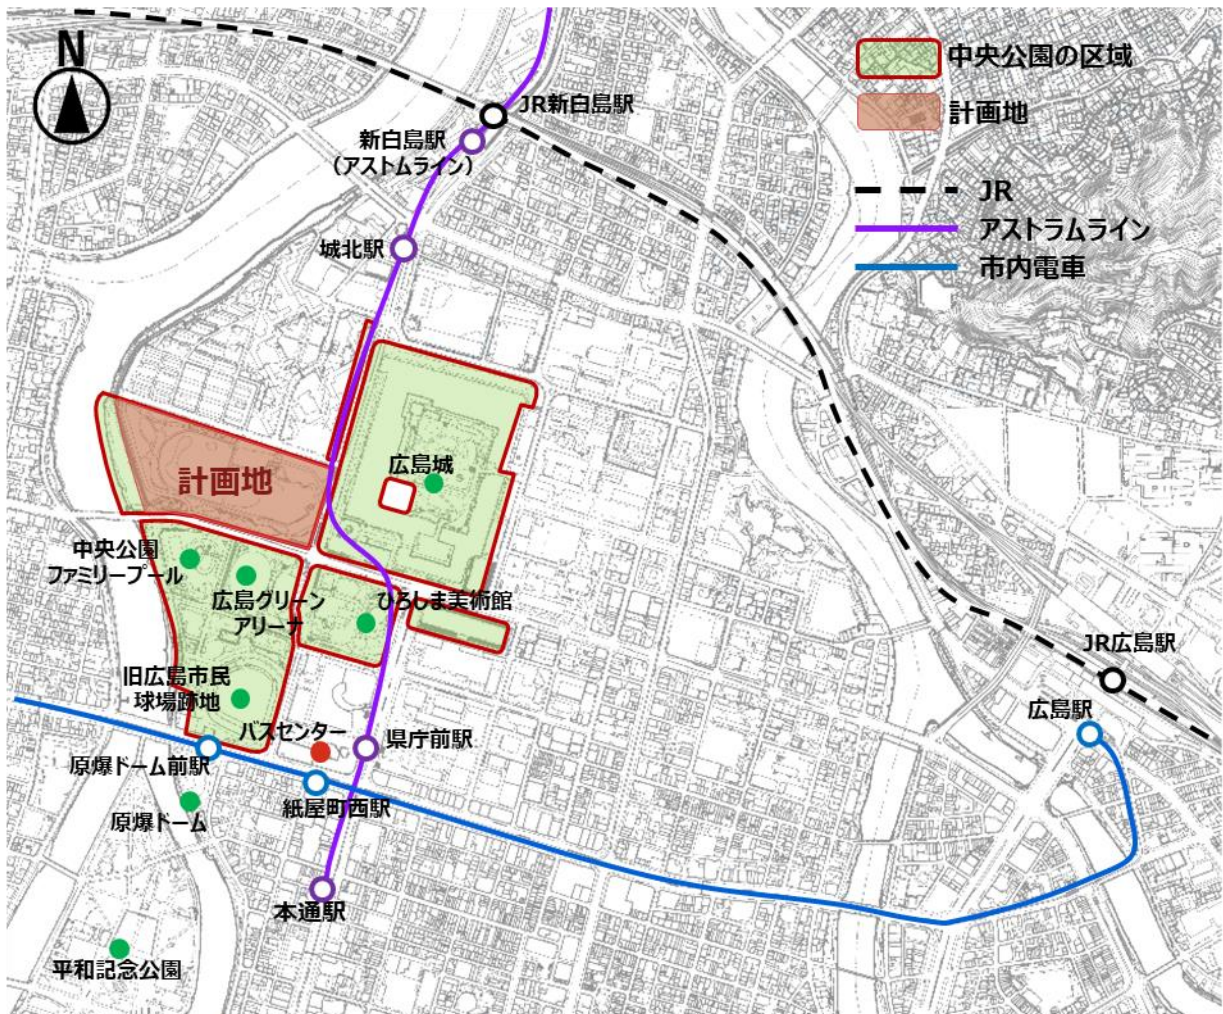 N
中央公園の区域
計画地
JR
アストラムライン
市内電車
JR新白島駅
新白島駅
（アストムライン）
城北駅
広島城
計画地
中央公園
ファミリープール
広島グリーン
アリーナ
ひろしま美術館
旧広島市民
球場跡地
バスセンター
県庁前駅
JR広島駅
広島駅
原爆ドーム前駅
紙屋町西駅
原爆ドーム
本通駅
平和記念公園